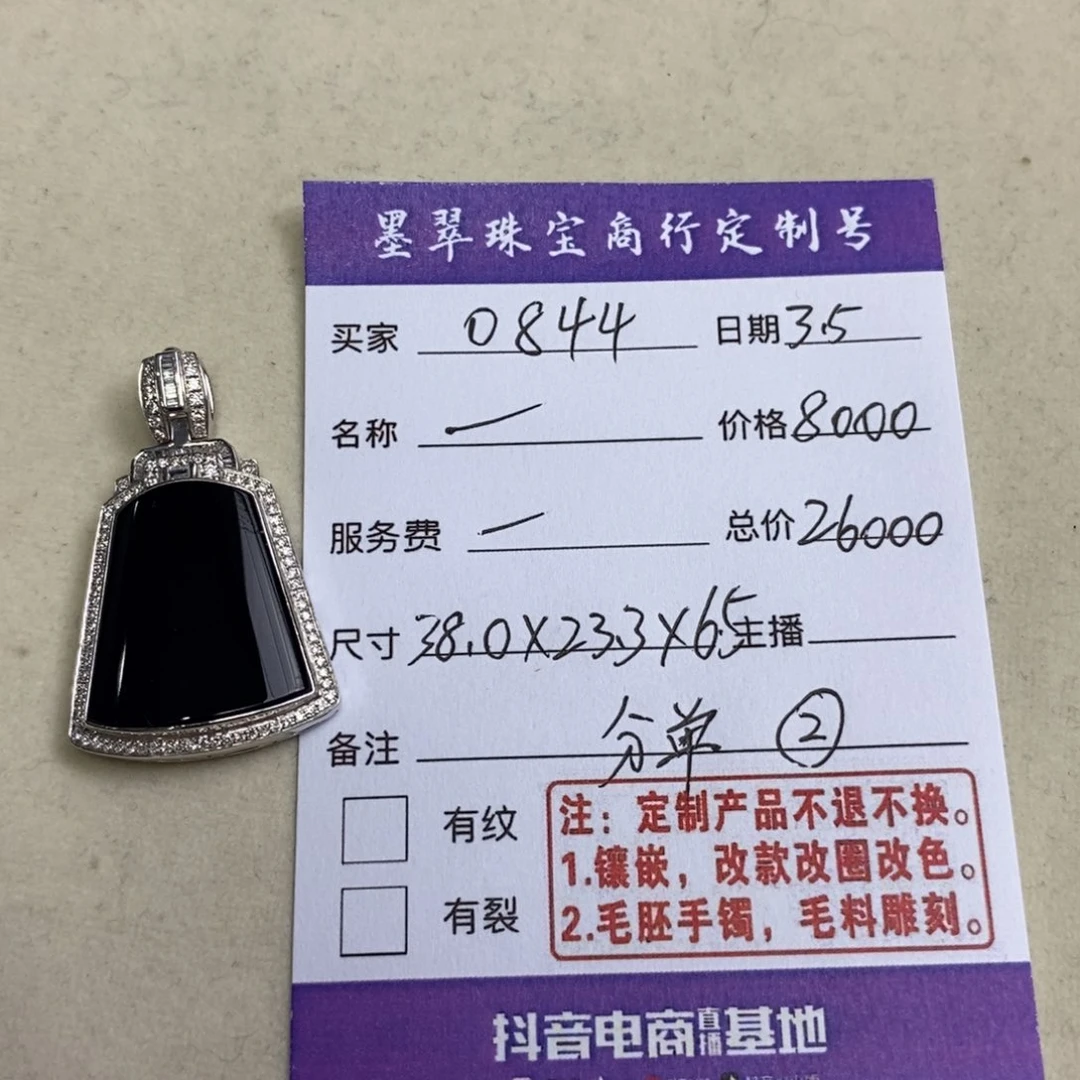 墨翠珠宝商行定制号
买家 0844 日期 3.5
名称 价格 8000
服务费 总价 26000
尺寸 38.0X23.3X6.5 主播
备注 分单 ②
有纹
有裂
注：定制产品不退不换。
1.镶嵌，改款改圈改色。
2.毛胚手镯，毛料雕刻。
抖音电商直播基地